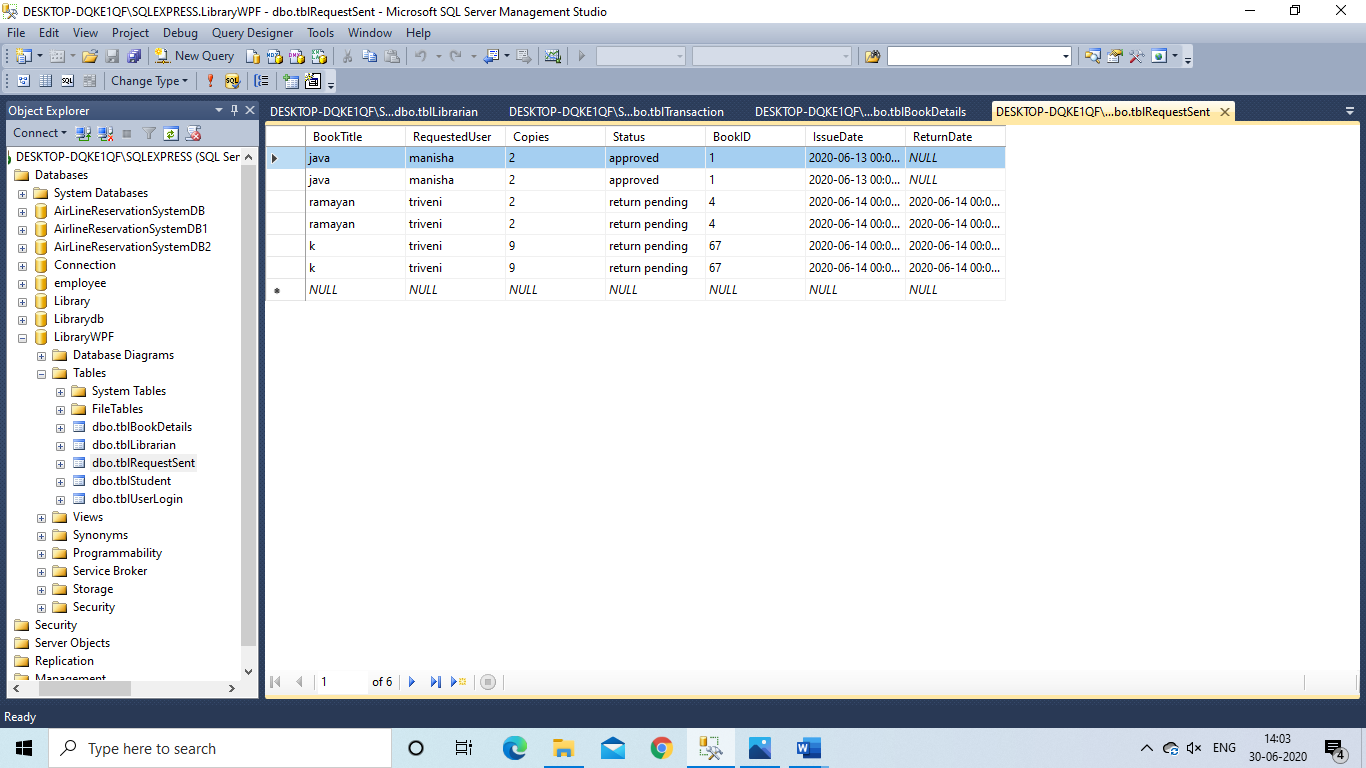 DESKTOP-DQKE1QF\SQLEXPRESS.LibraryWPF - dbo.tblRequestSent - Microsoft SQL Server Management Studio
File Edit View Project Debug Query Designer Tools Window Help
New Query
Change Type
Object Explorer
Connect
DESKTOP-DQKE1QF\SQLEXPRESS (SQL Ser
Databases
System Databases
AirLineReservationSystemDB
AirlineReservationSystemDB1
AirLineReservationSystemDB2
Connection
employee
Library
Librarydb
LibraryWPF
Database Diagrams
Tables
System Tables
FileTables
dbo.tblBookDetails
dbo.tblLibrarian
dbo.tblRequestSent
dbo.tblStudent
dbo.tblUserLogin
Views
Synonyms
Programmability
Service Broker
Storage
Security
Security
Server Objects
Replication
Management
DESKTOP-DQKE1QF\S...dbo.tblLibrarian DESKTOP-DQKE1QF\S...bo.tblTransaction DESKTOP-DQKE1QF\...bo.tblBookDetails DESKTOP-DQKE1QF\...bo.tblRequestSent
BookTitle RequestedUser Copies Status BookID IssueDate ReturnDate
java manisha 2 approved 1 2020-06-13 00:0... NULL
java manisha 2 approved 1 2020-06-13 00:0... NULL
ramayan triveni 2 return pending 4 2020-06-14 00:0... 2020-06-14 00:0...
ramayan triveni 2 return pending 4 2020-06-14 00:0... 2020-06-14 00:0...
k triveni 9 return pending 67 2020-06-14 00:0... 2020-06-14 00:0...
k triveni 9 return pending 67 2020-06-14 00:0... 2020-06-14 00:0...
NULL NULL NULL NULL NULL NULL NULL
1 of 6
Ready
Type here to search
ENG
14:03
30-06-2020
4